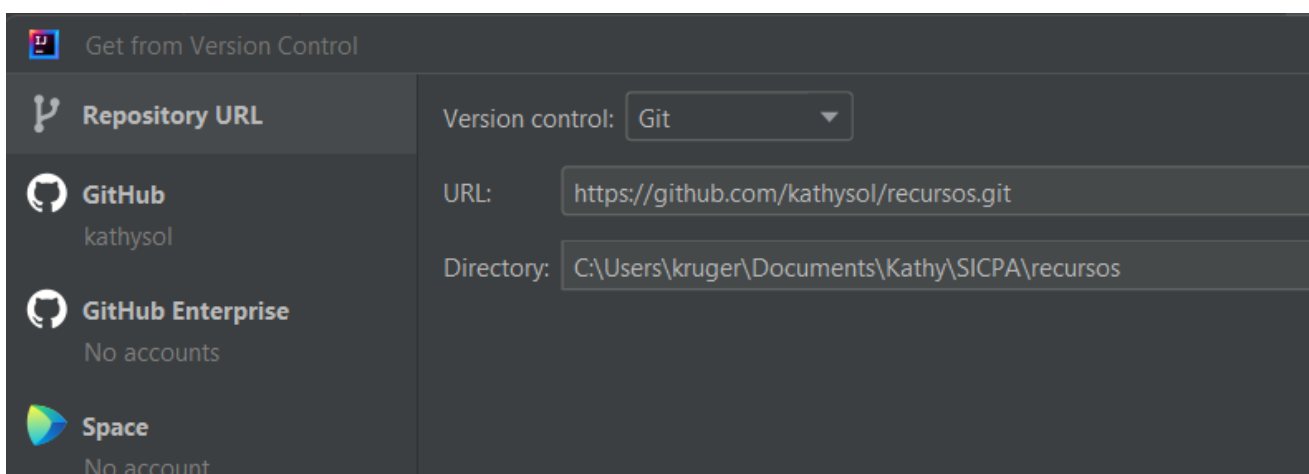 Get from Version Control
Repository URL
GitHub
kathysol
GitHub Enterprise
No accounts
Space
No account
Version control: Git
URL: https://github.com/kathysol/recursos.git
Directory: C:\Users\kruger\Documents\Kathy\SICPA\recursos